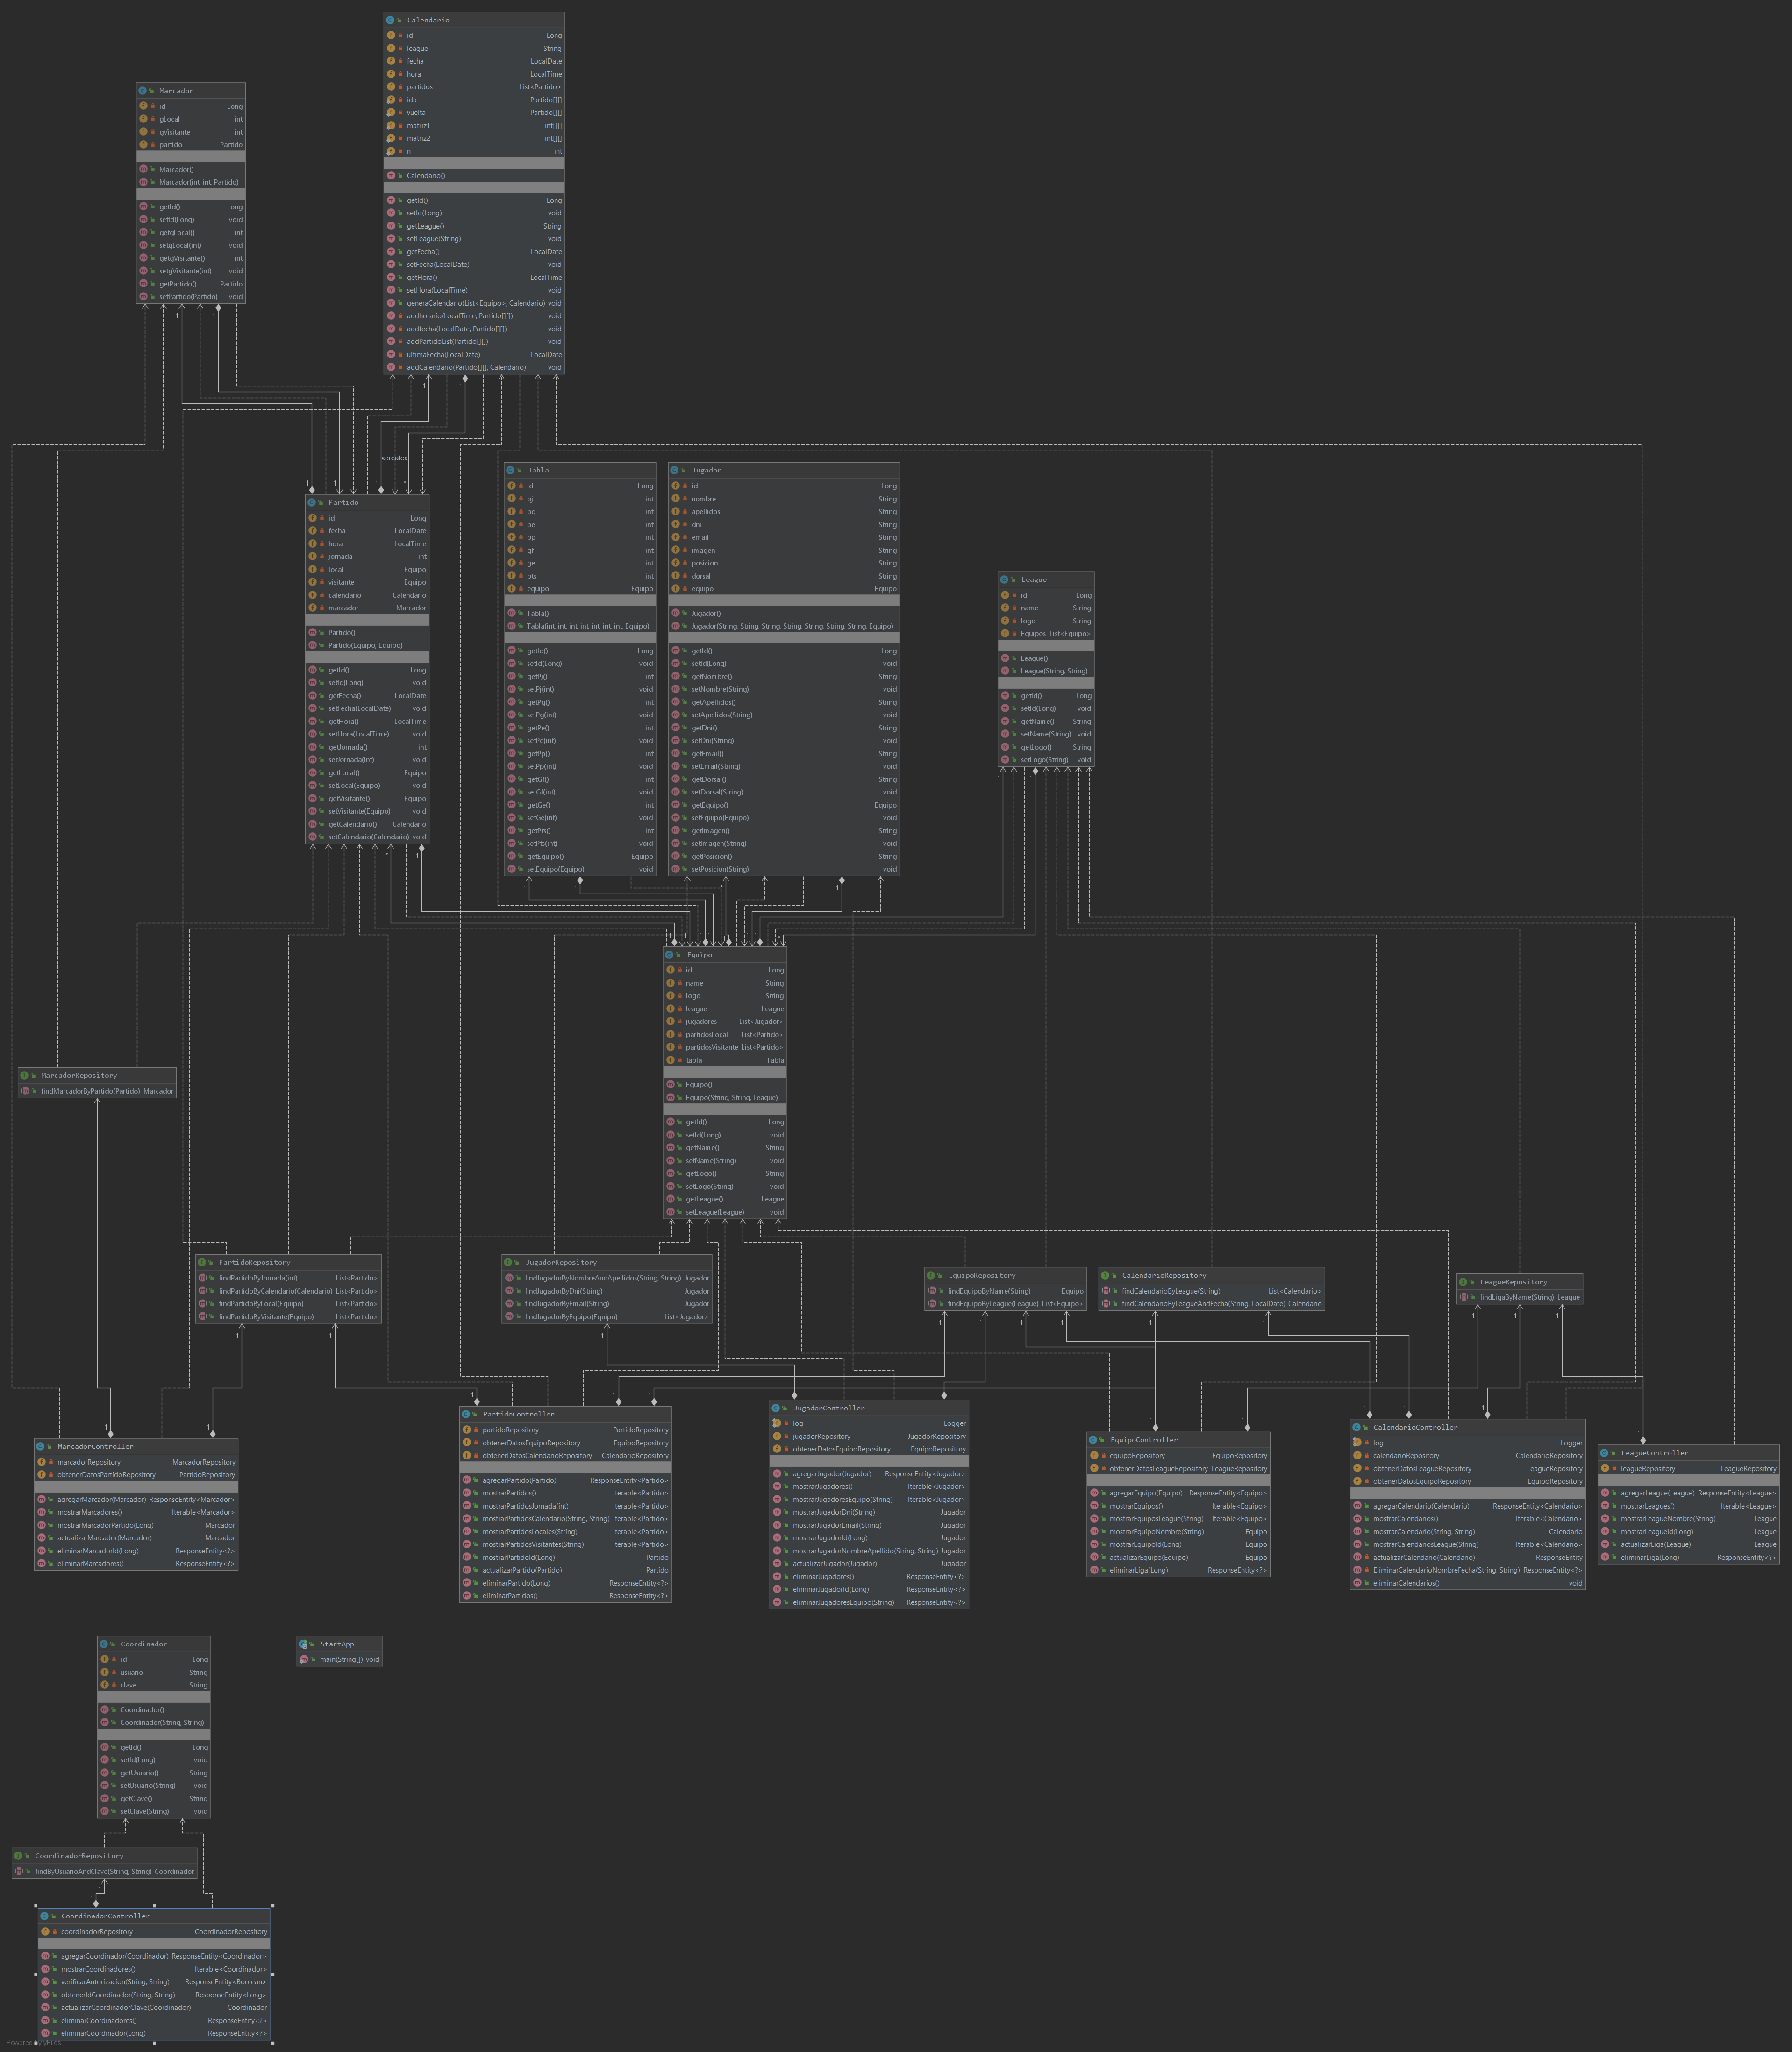 Calendario
id Long
league String
fecha LocalDate
hora LocalTime
partidos List<Partido>
ida Partido[][]
vuelta Partido[][]
matriz1 int[][]
matriz2 int[][]
n int
Calendario()
getId() Long
setId(Long) void
getLeague() String
setLeague(String) void
getFecha() LocalDate
setFecha(LocalDate) void
getHora() LocalTime
setHora(LocalTime) void
generaCalendario(List<Equipo>, Calendario) void
addhorario(LocalTime, Partido[][]) void
addfecha(LocalDate, Partido[][]) void
addPartidoList(Partido[][]) void
ultimaFecha(LocalDate) LocalDate
addCalendario(Partido[][], Calendario) void
Marcador
id Long
gLocal int
gVisitante int
partido Partido
Marcador()
Marcador(int, int, Partido)
getId() Long
setId(Long) void
getgLocal() int
setgLocal(int) void
getgVisitante() int
setgVisitante(int) void
getPartido() Partido
setPartido(Partido) void
«create»
Partido
id Long
fecha LocalDate
hora LocalTime
jornada int
local Equipo
visitante Equipo
calendario Calendario
marcador Marcador
Partido()
Partido(Equipo, Equipo)
getId() Long
setId(Long) void
getFecha() LocalDate
setFecha(LocalDate) void
getHora() LocalTime
setHora(LocalTime) void
getJornada() int
setJornada(int) void
getLocal() Equipo
setLocal(Equipo) void
getVisitante() Equipo
setVisitante(Equipo) void
getCalendario() Calendario
setCalendario(Calendario) void
Tabla
id Long
pj int
pg int
pe int
pp int
gf int
ge int
pts int
equipo Equipo
Tabla()
Tabla(int, int, int, int, int, int, int, Equipo)
getId() Long
setId(Long) void
getPj() int
setPj(int) void
getPg() int
setPg(int) void
getPe() int
setPe(int) void
getPp() int
setPp(int) void
getGf() int
setGf(int) void
getGe() int
setGe(int) void
getPts() int
setPts(int) void
getEquipo() Equipo
setEquipo(Equipo) void
Jugador
id Long
nombre String
apellidos String
dni String
email String
imagen String
posicion String
dorsal String
equipo Equipo
Jugador()
Jugador(String, String, String, String, String, String, String, Equipo)
getId() Long
setId(Long) void
getNombre() String
setNombre(String) void
getApellidos() String
setApellidos(String) void
getDni() String
setDni(String) void
getEmail() String
setEmail(String) void
getDorsal() String
setDorsal(String) void
getEquipo() Equipo
setEquipo(Equipo) void
getImagen() String
setImagen(String) void
getPosicion() String
setPosicion(String) void
League
id Long
name String
logo String
Equipos List<Equipo>
League()
League(String, String)
getId() Long
setId(Long) void
getName() String
setName(String) void
getLogo() String
setLogo(String) void
Equipo
id Long
name String
logo String
league League
jugadores List<Jugador>
partidosLocal List<Partido>
partidosVisitante List<Partido>
tabla Tabla
Equipo()
Equipo(String, String, League)
getId() Long
setId(Long) void
getName() String
setName(String) void
getLogo() String
setLogo(String) void
getLeague() League
setLeague(League) void
MarcadorRepository
findMarcadorByPartido(Partido) Marcador
PartidoRepository
findPartidoByJornada(int) List<Partido>
findPartidoByCalendario(Calendario) List<Partido>
findPartidoByLocal(Equipo) List<Partido>
findPartidoByVisitante(Equipo) List<Partido>
JugadorRepository
findJugadorByNombreAndApellidos(String, String) Jugador
findJugadorByDni(String) Jugador
findJugadorByEmail(String) Jugador
findJugadorByEquipo(Equipo) List<Jugador>
EquipoRepository
findEquipoByName(String) Equipo
findEquipoByLeague(League) List<Equipo>
CalendarioRepository
findCalendarioByLeague(String) List<Calendario>
findCalendarioByLeagueAndFecha(String, LocalDate) Calendario
LeagueRepository
findLigaByName(String) League
MarcadorController
marcadorRepository MarcadorRepository
obtenerDatosPartidoRepository PartidoRepository
agregarMarcador(Marcador) ResponseEntity<Marcador>
mostrarMarcadores() Iterable<Marcador>
mostrarMarcadorPartido(Long) Marcador
actualizarMarcador(Marcador) Marcador
eliminarMarcadorId(Long) ResponseEntity<?>
eliminarMarcadores() ResponseEntity<?>
PartidoController
partidoRepository PartidoRepository
obtenerDatosEquipoRepository EquipoRepository
obtenerDatosCalendarioRepository CalendarioRepository
agregarPartido(Partido) ResponseEntity<Partido>
mostrarPartidos() Iterable<Partido>
mostrarPartidosJornada(int) Iterable<Partido>
mostrarPartidosCalendario(String, String) Iterable<Partido>
mostrarPartidosLocales(String) Iterable<Partido>
mostrarPartidosVisitantes(String) Iterable<Partido>
mostrarPartidoId(Long) Partido
actualizarPartido(Partido) Partido
eliminarPartido(Long) ResponseEntity<?>
eliminarPartidos() ResponseEntity<?>
JugadorController
log Logger
jugadorRepository JugadorRepository
obtenerDatosEquipoRepository EquipoRepository
agregarJugador(Jugador) ResponseEntity<Jugador>
mostrarJugadores() Iterable<Jugador>
mostrarJugadoresEquipo(String) Iterable<Jugador>
mostrarJugadorDni(String) Jugador
mostrarJugadorEmail(String) Jugador
mostrarJugadorId(Long) Jugador
mostrarJugadorNombreApellido(String, String) Jugador
actualizarJugador(Jugador) Jugador
eliminarJugadores() ResponseEntity<?>
eliminarJugadorId(Long) ResponseEntity<?>
eliminarJugadoresEquipo(String) ResponseEntity<?>
EquipoController
equipoRepository EquipoRepository
obtenerDatosLeagueRepository LeagueRepository
agregarEquipo(Equipo) ResponseEntity<Equipo>
mostrarEquipos() Iterable<Equipo>
mostrarEquiposLeague(String) Iterable<Equipo>
mostrarEquipoNombre(String) Equipo
mostrarEquipoId(Long) Equipo
actualizarEquipo(Equipo) Equipo
eliminarLiga(Long) ResponseEntity<?>
CalendarioController
log Logger
calendarioRepository CalendarioRepository
obtenerDatosLeagueRepository LeagueRepository
obtenerDatosEquipoRepository EquipoRepository
agregarCalendario(Calendario) ResponseEntity<Calendario>
mostrarCalendarios() Iterable<Calendario>
mostrarCalendario(String, String) Calendario
mostrarCalendariosLeague(String) Iterable<Calendario>
actualizarCalendario(Calendario) ResponseEntity
EliminarCalendarioNombreFecha(String, String) ResponseEntity<?>
eliminarCalendarios() void
LeagueController
leagueRepository LeagueRepository
agregarLeague(League) ResponseEntity<League>
mostrarLeagues() Iterable<League>
mostrarLeagueNombre(String) League
mostrarLeagueId(Long) League
actualizarLiga(League) League
eliminarLiga(Long) ResponseEntity<?>
Coordinador
id Long
usuario String
clave String
Coordinador()
Coordinador(String, String)
getId() Long
setId(Long) void
getUsuario() String
setUsuario(String) void
getClave() String
setClave(String) void
StartApp
main(String[]) void
CoordinadorRepository
findByUsuarioAndClave(String, String) Coordinador
CoordinadorController
coordinadorRepository CoordinadorRepository
agregarCoordinador(Coordinador) ResponseEntity<Coordinador>
mostrarCoordinadores() Iterable<Coordinador>
verificarAutorizacion(String, String) ResponseEntity<Boolean>
obtenerIdCoordinador(String, String) ResponseEntity<Long>
actualizarCoordinadorClave(Coordinador) Coordinador
eliminarCoordinadores() ResponseEntity<?>
eliminarCoordinador(Long) ResponseEntity<?>